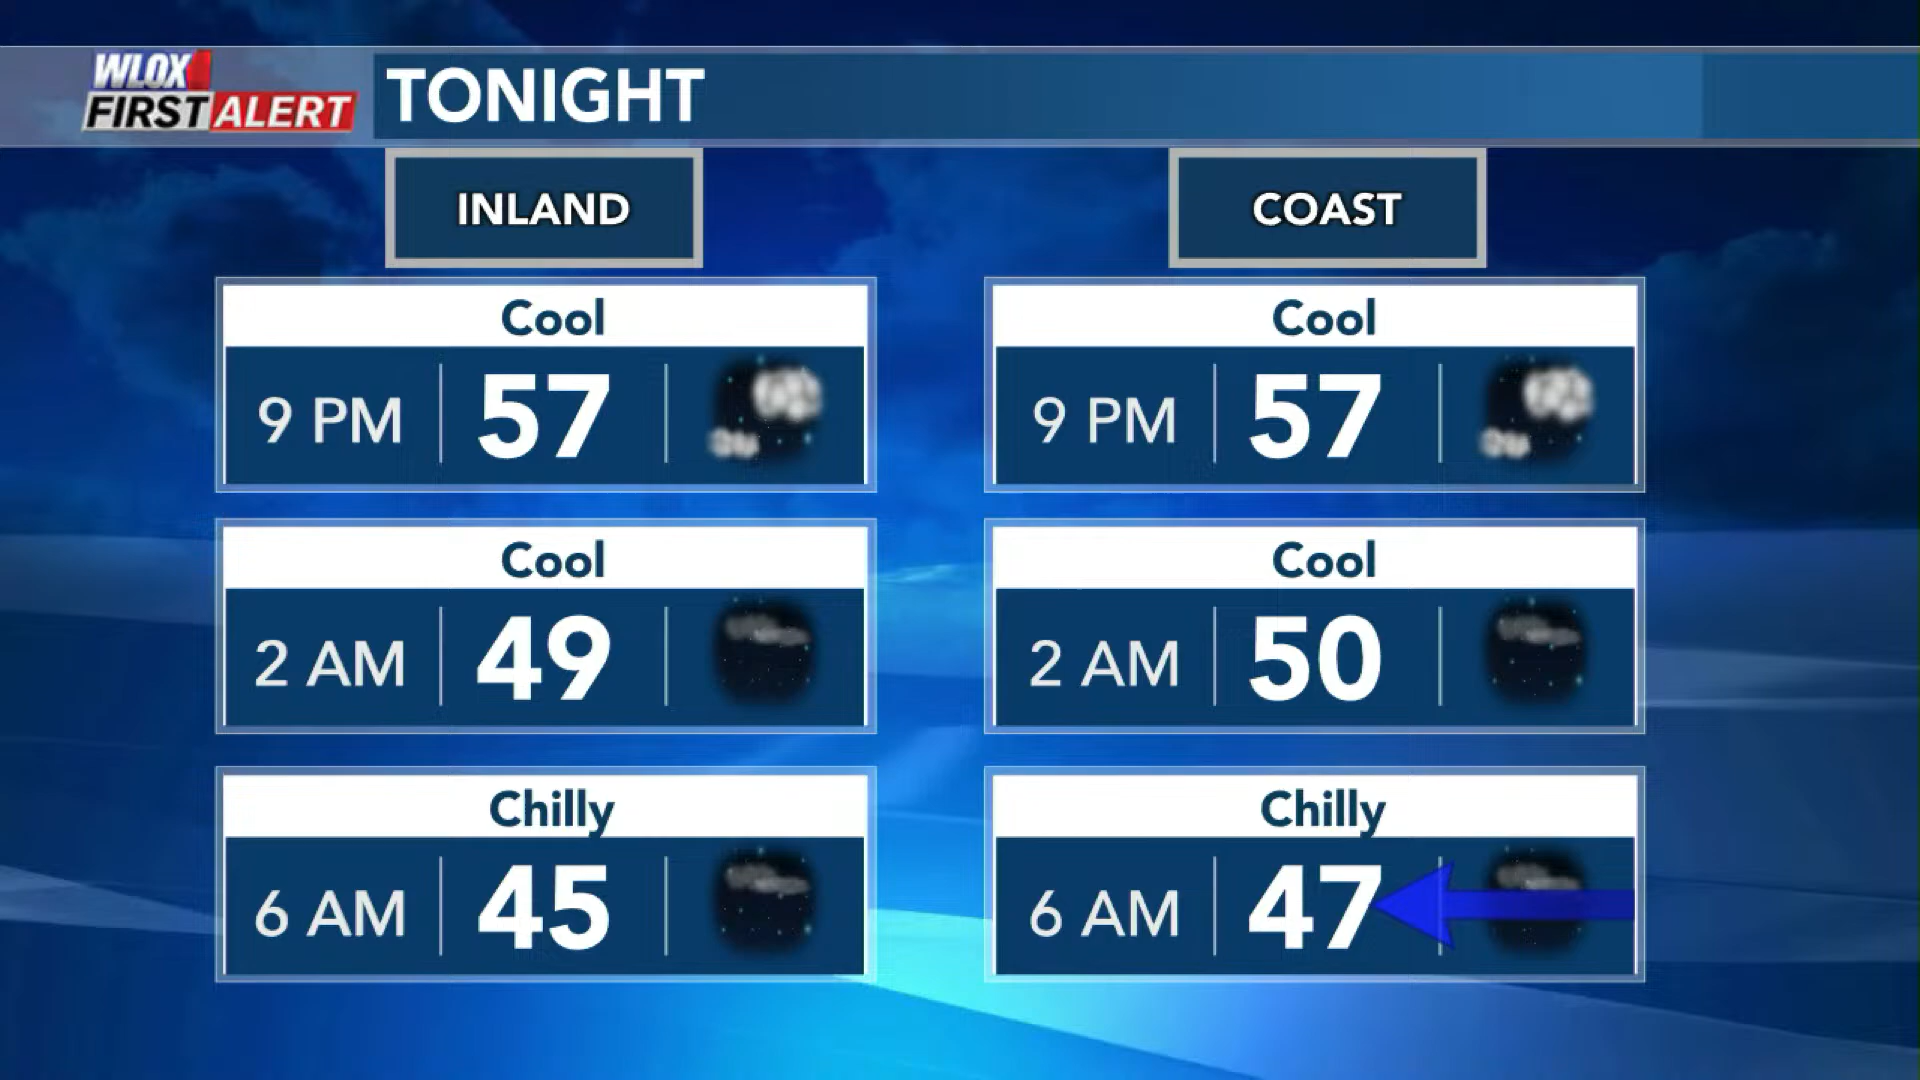 WLOX
FIRST ALERT
TONIGHT
INLAND
COAST
Cool
9 PM 57
Cool
9 PM 57
Cool
2 AM 49
Cool
2 AM 50
Chilly
6 AM 45
Chilly
6 AM 47